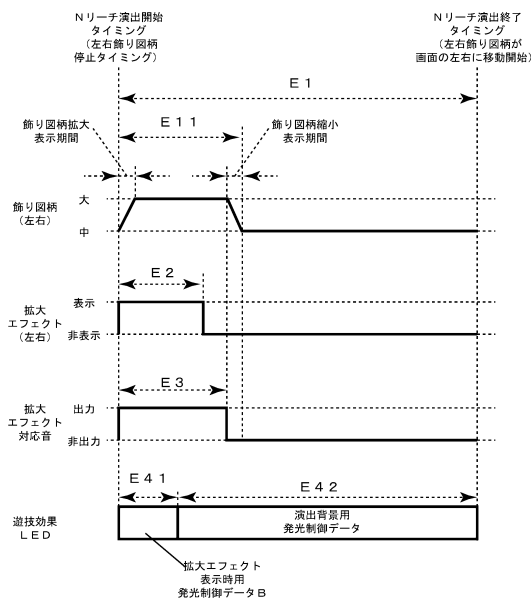 Nリーチ演出開始
タイミング
(左右飾り図柄
停止タイミング)
Nリーチ演出終了
タイミング
(左右飾り図柄が
画面の左右に移動開始)
E1
E11
飾り図柄拡大
表示期間
飾り図柄縮小
表示期間
飾り図柄
(左右)
大
中
E2
拡大
エフェクト
(左右)
表示
非表示
E3
拡大
エフェクト
対応音
出力
非出力
E41
E42
遊技効果
LED
演出背景用
発光制御データ
拡大エフェクト
表示時用
発光制御データB